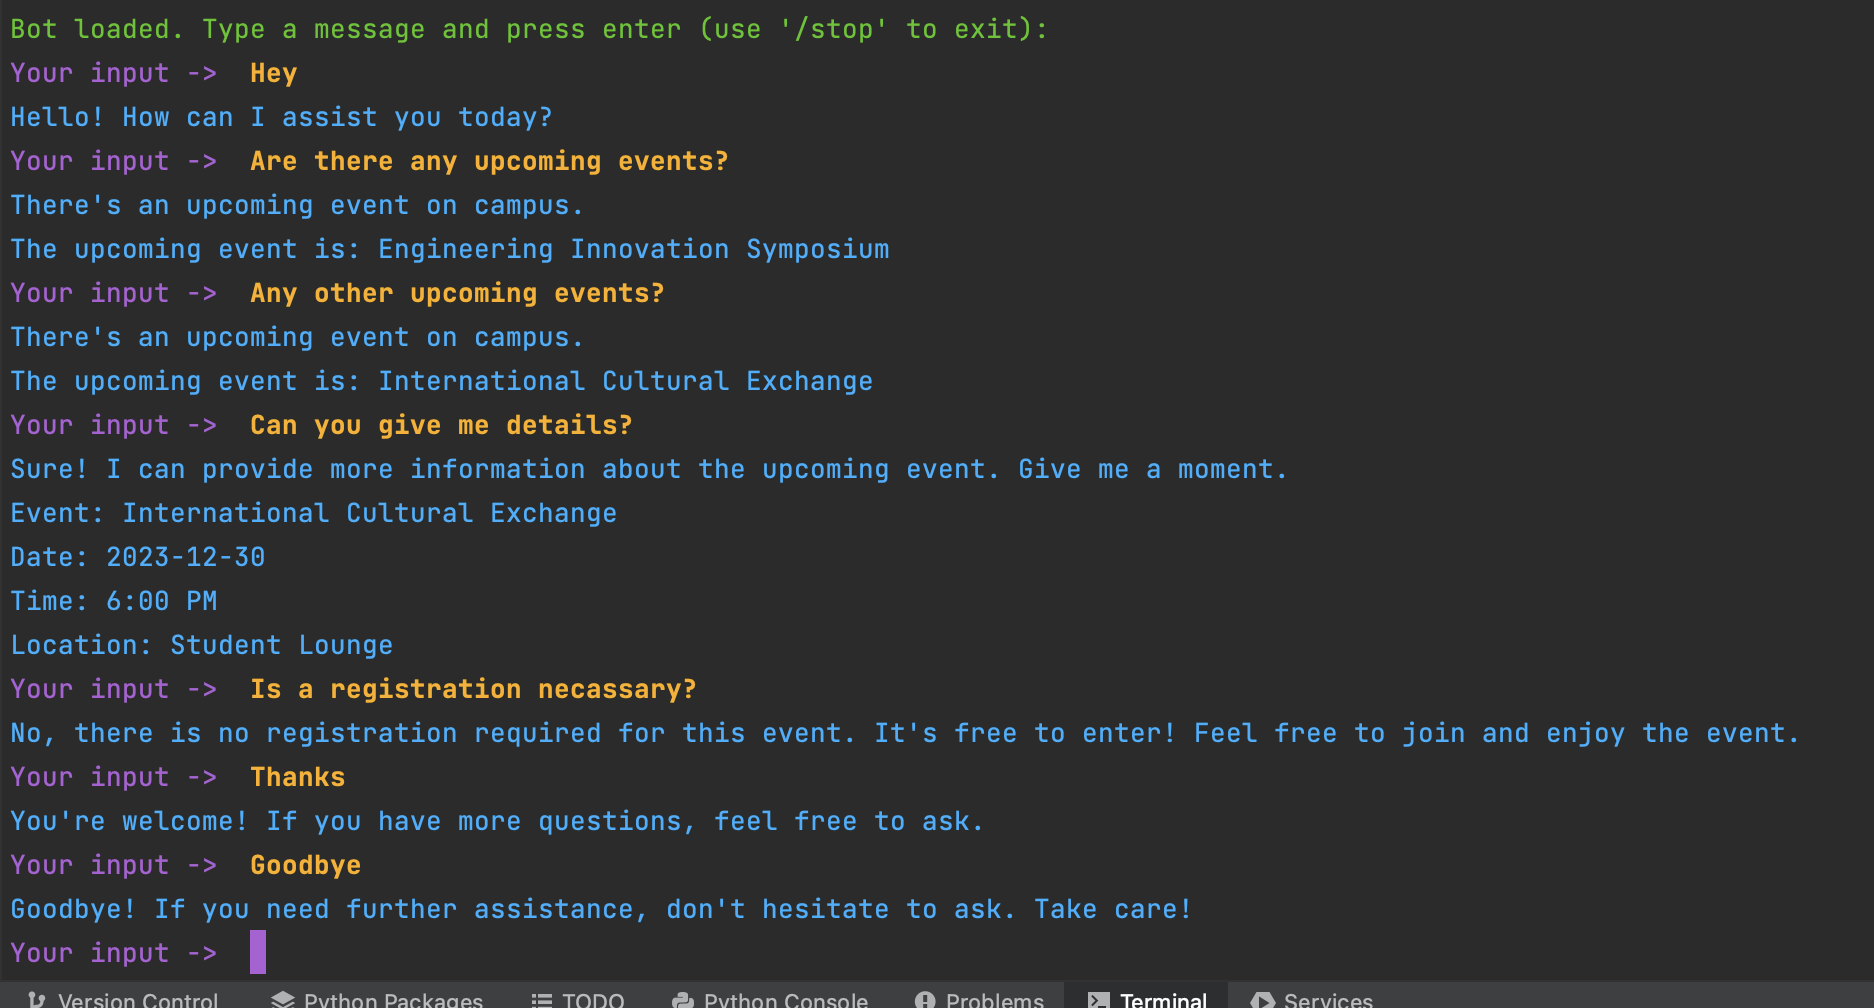 Bot loaded. Type a message and press enter (use '/stop' to exit):
Your input -> Hey
Hello! How can I assist you today?
Your input -> Are there any upcoming events?
There's an upcoming event on campus.
The upcoming event is: Engineering Innovation Symposium
Your input -> Any other upcoming events?
There's an upcoming event on campus.
The upcoming event is: International Cultural Exchange
Your input -> Can you give me details?
Sure! I can provide more information about the upcoming event. Give me a moment.
Event: International Cultural Exchange
Date: 2023-12-30
Time: 6:00 PM
Location: Student Lounge
Your input -> Is a registration necassary?
No, there is no registration required for this event. It's free to enter! Feel free to join and enjoy the event.
Your input -> Thanks
You're welcome! If you have more questions, feel free to ask.
Your input -> Goodbye
Goodbye! If you need further assistance, don't hesitate to ask. Take care!
Your input ->
Version Control Python Packages TODO Python Console Problems Terminal Services